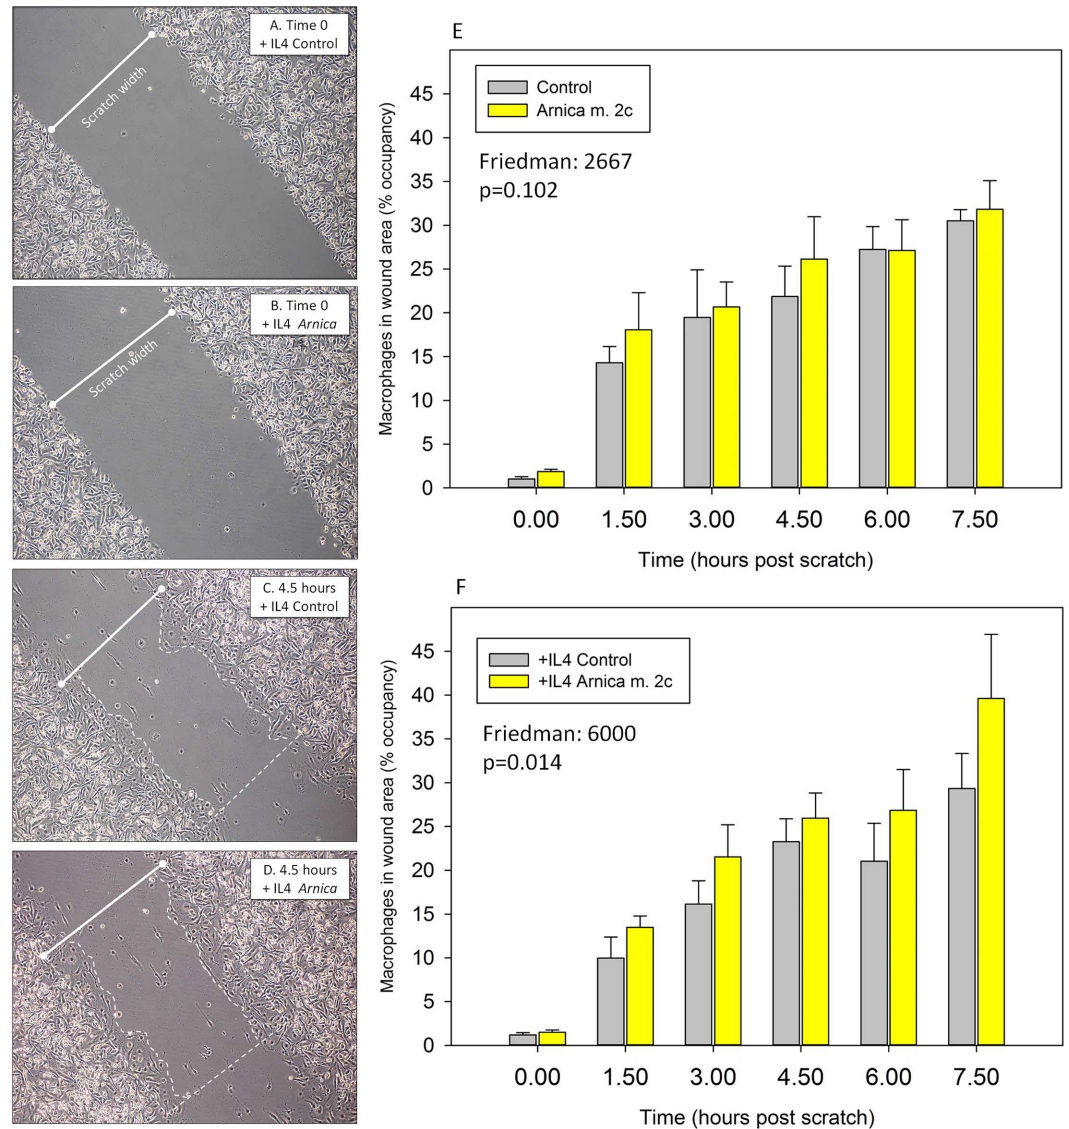 A. Time 0
+ IL4 Control
Scratch width
B. Time 0
+ IL4 Arnica
Scratch width
C. 4.5 hours
+ IL4 Control
D. 4.5 hours
+ IL4 Arnica
E
Control
Arnica m. 2c
Friedman: 2667
p=0.102
Macrophages in wound area (% occupancy)
45
40
35
30
25
20
15
10
5
0
0.00 1.50 3.00 4.50 6.00 7.50
Time (hours post scratch)
F
+IL4 Control
+IL4 Arnica m. 2c
Friedman: 6000
p=0.014
Macrophages in wound area (% occupancy)
45
40
35
30
25
20
15
10
5
0
0.00 1.50 3.00 4.50 6.00 7.50
Time (hours post scratch)